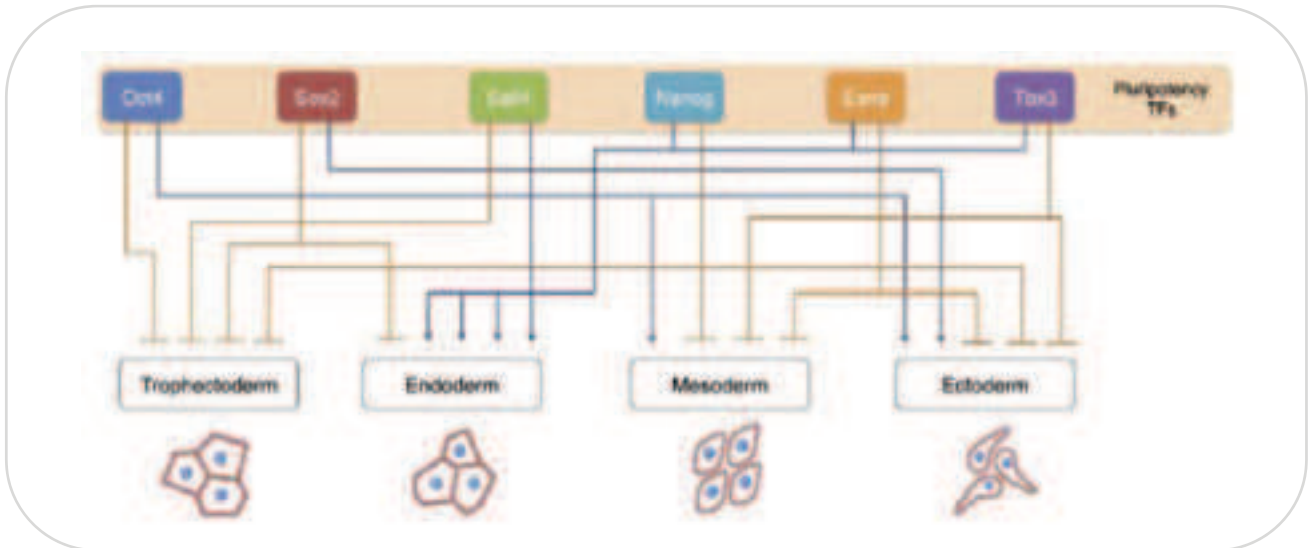 Oct4
Sox2
Sall4
Nanog
Esrrb
Tbx3
Pluripotency
TFs
Trophectoderm
Endoderm
Mesoderm
Ectoderm